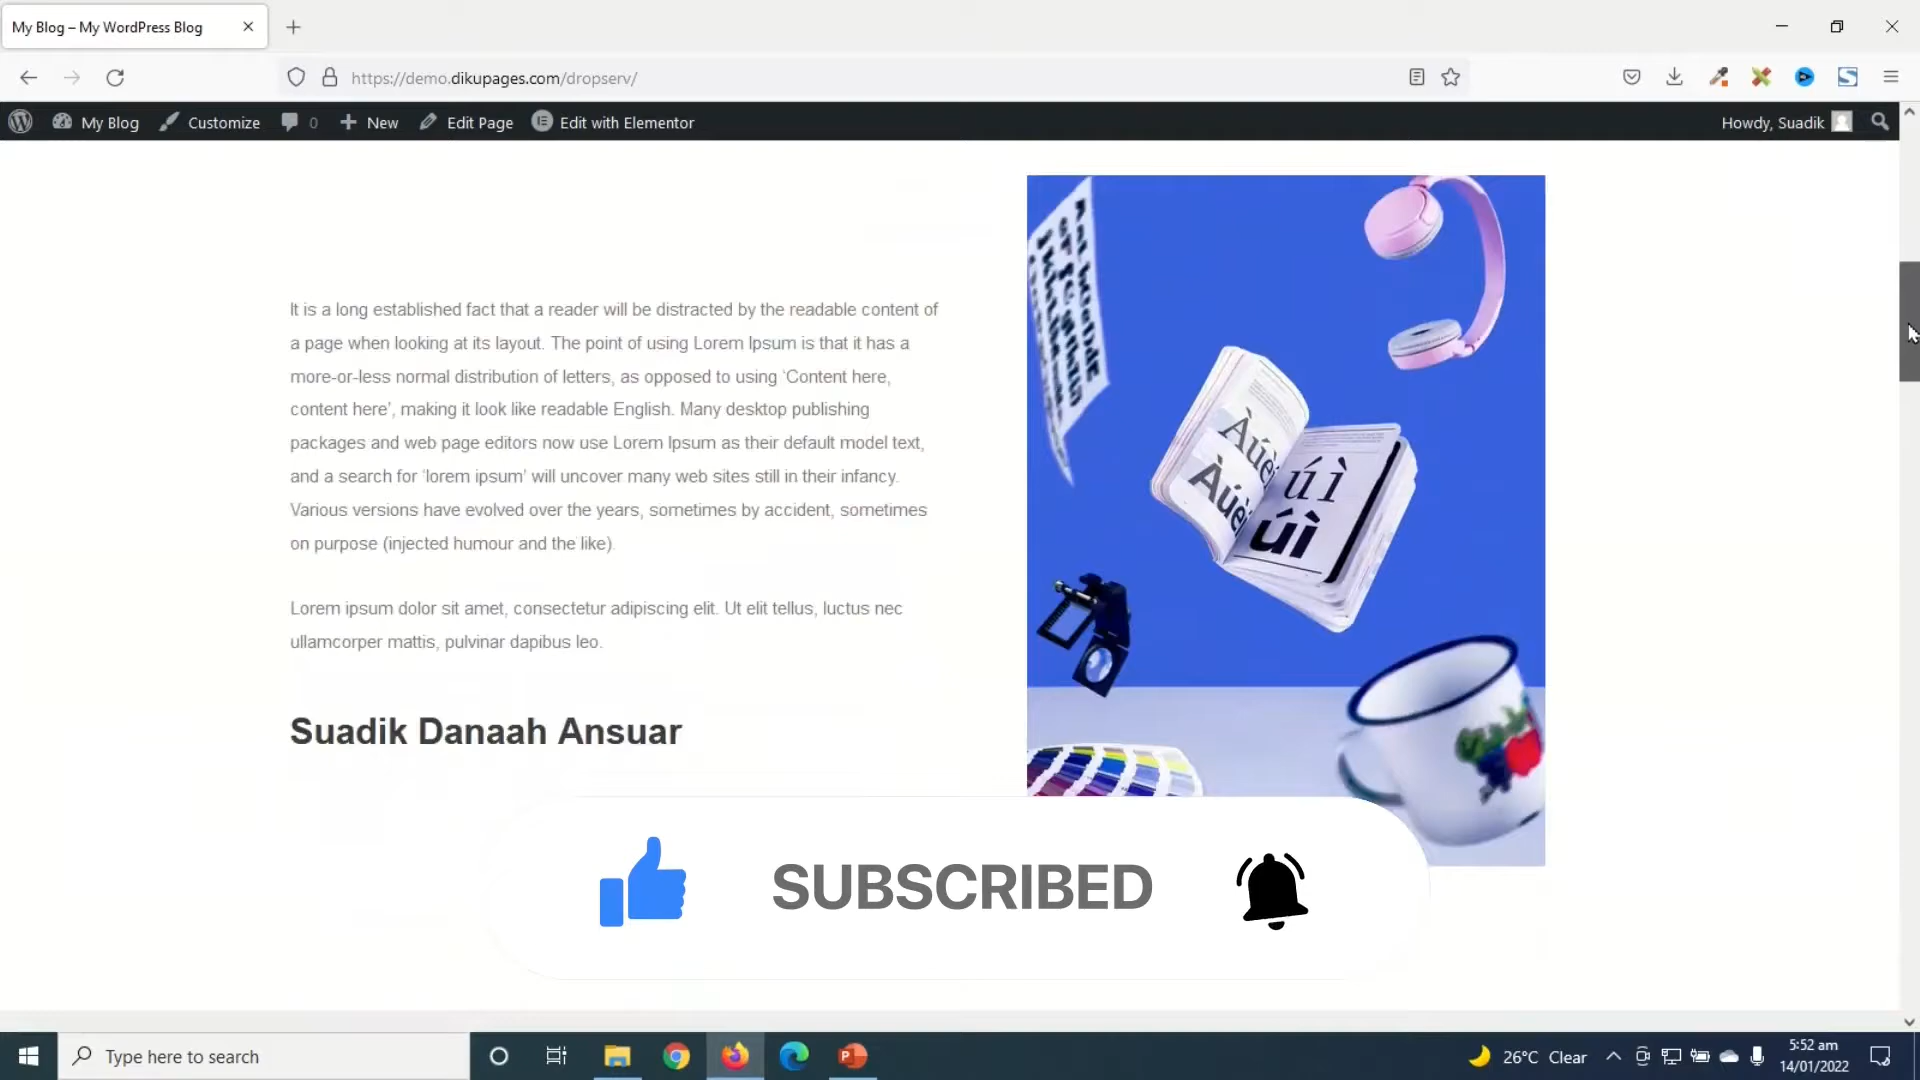 My Blog – My WordPress Blog
https://demo.dikupages.com/dropserv/
My Blog
Customize
0
New
Edit Page
Edit with Elementor
Howdy, Suadik
It is a long established fact that a reader will be distracted by the readable content of
a page when looking at its layout. The point of using Lorem Ipsum is that it has a
more-or-less normal distribution of letters, as opposed to using ‘Content here,
content here’, making it look like readable English. Many desktop publishing
packages and web page editors now use Lorem Ipsum as their default model text,
and a search for ‘lorem ipsum’ will uncover many web sites still in their infancy.
Various versions have evolved over the years, sometimes by accident, sometimes
on purpose (injected humour and the like).
Lorem ipsum dolor sit amet, consectetur adipiscing elit. Ut elit tellus, luctus nec
ullamcorper mattis, pulvinar dapibus leo.
Suadik Danaah Ansuar
úì
úì
SUBSCRIBED
Type here to search
26°C Clear
5:52 am
14/01/2022